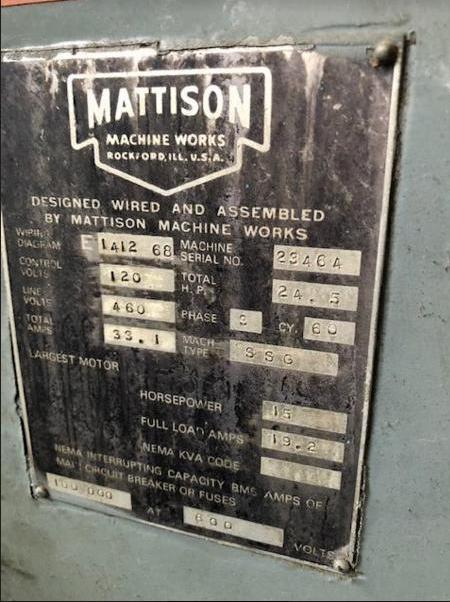 MATTISON
MACHINE WORKS
ROCKFORD, ILL. U.S.A.
DESIGNED WIRED AND ASSEMBLED
BY MATTISON MACHINE WORKS
WIRING DIAGRAM E 1412 68 MACHINE SERIAL NO. 23464
CONTROL VOLTS 120 TOTAL H.P. 24.5
LINE VOLTS 460 PHASE 3 CY. 60
TOTAL AMPS 33.1 MACH TYPE SSG
LARGEST MOTOR
HORSEPOWER 15
FULL LOAD AMPS 19.2
NEMA KVA CODE
NEMA INTERRUPTING CAPACITY RMS AMPS OF
MAIN CIRCUIT BREAKER OR FUSES
100 000 AT 600 VOLTS